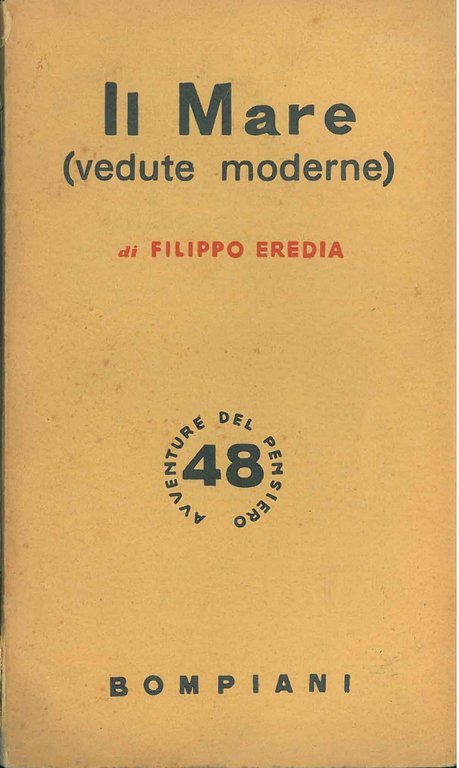 Il Mare
(vedute moderne)
di FILIPPO EREDIA
AVVENTURE DEL PENSIERO
48
BOMPIANI